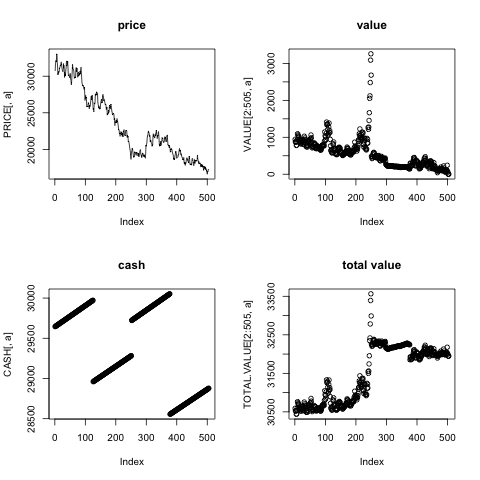 price
PRICE[, a]
20000 25000 30000
0 100 200 300 400 500
Index
value
VALUE[2:505, a]
0 1000 2000 3000
0 100 200 300 400 500
Index
cash
CASH[, a]
28500 29000 29500 30000
0 100 200 300 400 500
Index
total value
TOTAL.VALUE[2:505, a]
30500 31500 32500 33500
0 100 200 300 400 500
Index